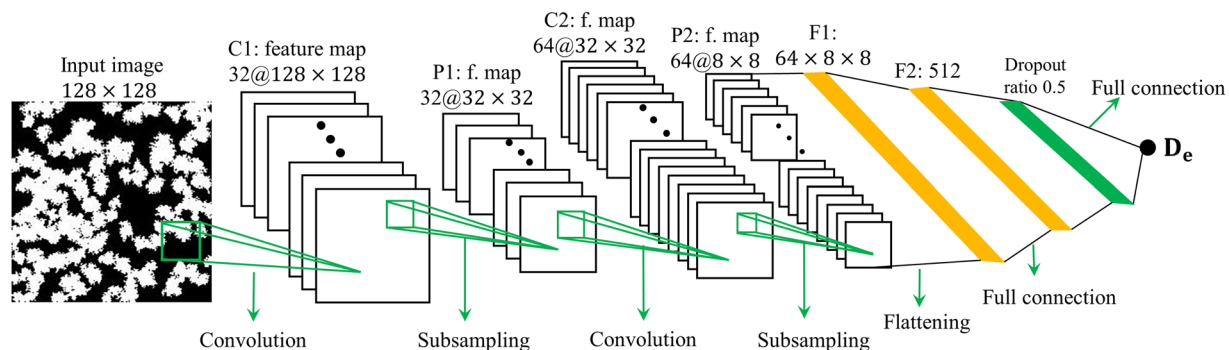 Input image
128 × 128
C1: feature map
32@128 × 128
P1: f. map
32@32 × 32
C2: f. map
64@32 × 32
P2: f. map
64@8 × 8
F1:
64 × 8 × 8
F2: 512
Dropout
ratio 0.5
Full connection
D_e
Convolution
Subsampling
Convolution
Subsampling
Flattening
Full connection